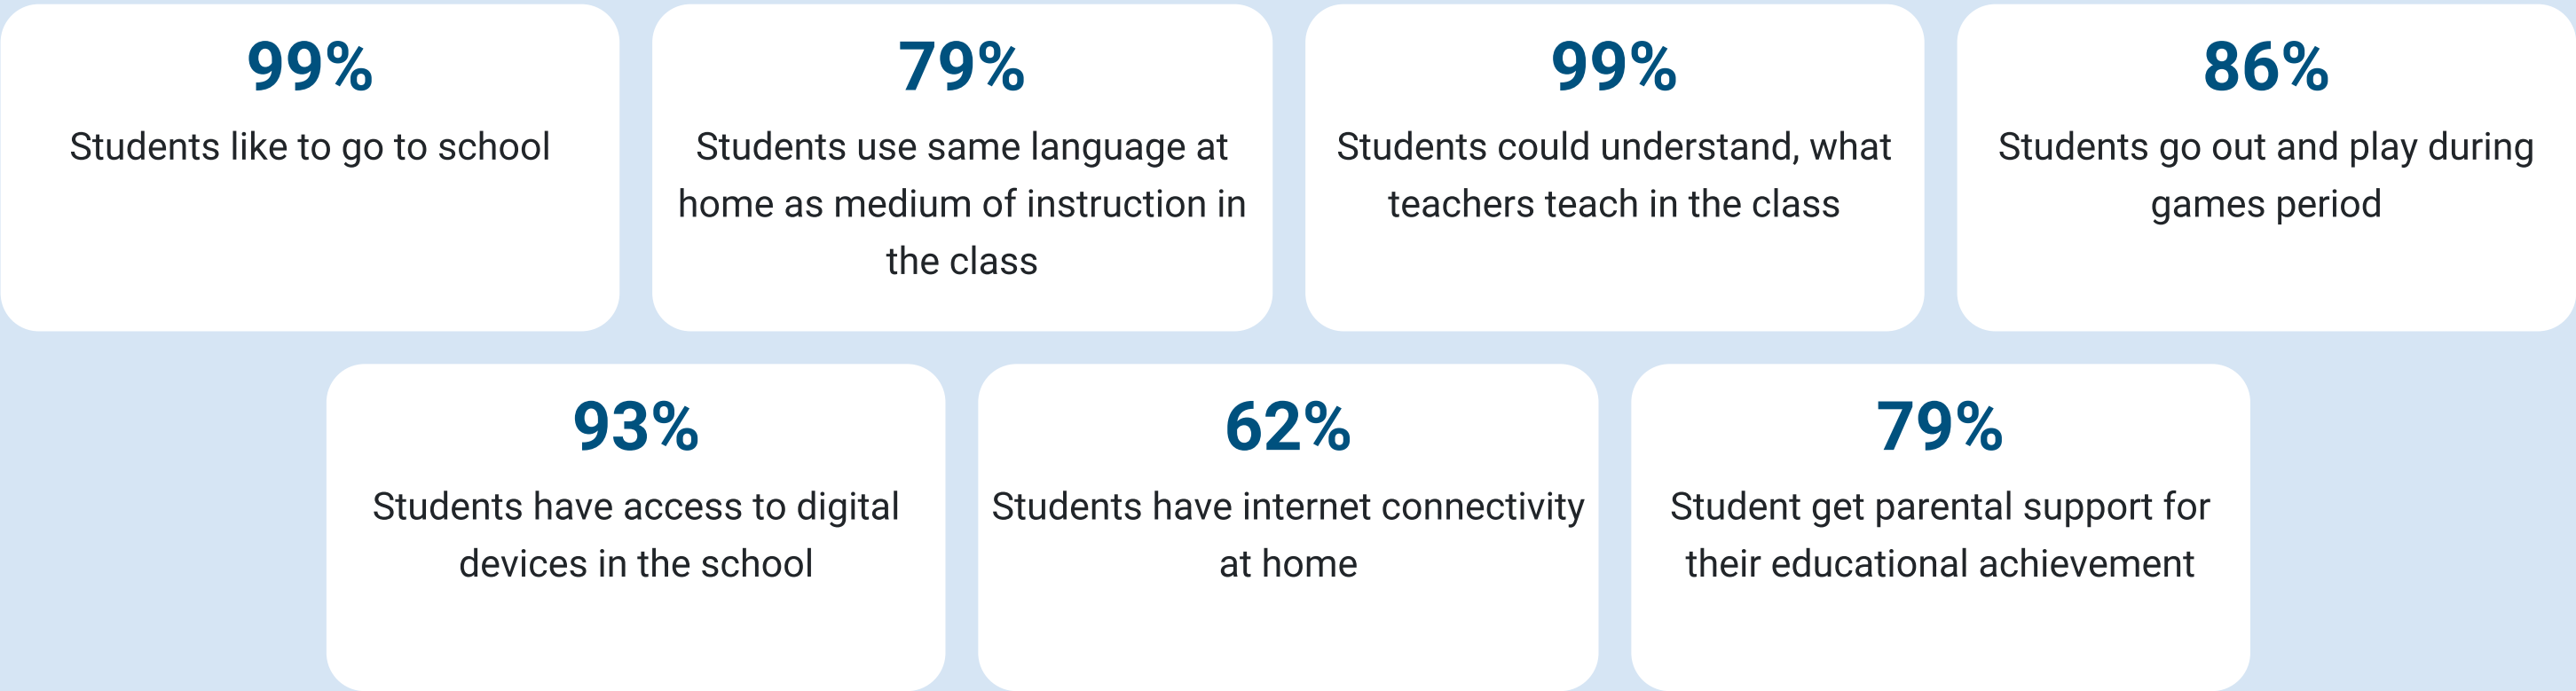 99%
Students like to go to school
79%
Students use same language at
home as medium of instruction in
the class
99%
Students could understand, what
teachers teach in the class
86%
Students go out and play during
games period
93%
Students have access to digital
devices in the school
62%
Students have internet connectivity
at home
79%
Student get parental support for
their educational achievement